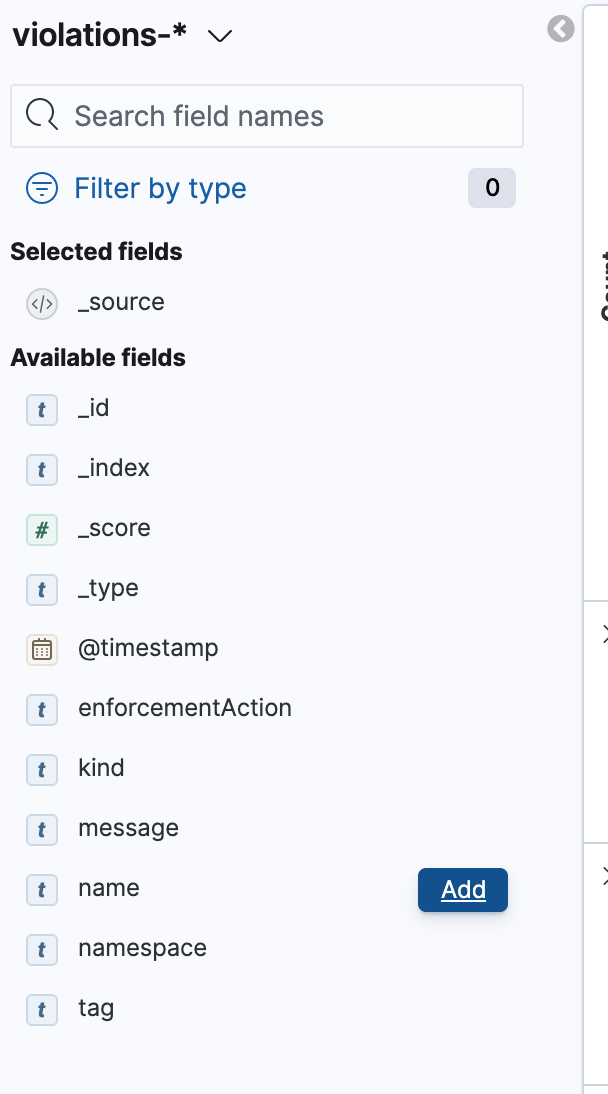 violations-*
Search field names
Filter by type 0
Selected fields
_source
Available fields
t _id
t _index
# _score
t _type
@timestamp
t enforcementAction
t kind
t message
t name Add
t namespace
t tag